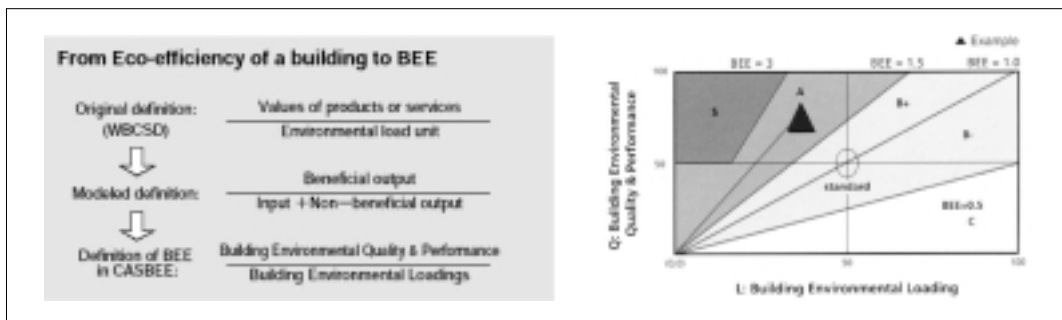 From Eco-efficiency of a building to BEE
Original definition:
(WBCSD)
Values of products or services
Environmental load unit
Modeled definition:
Beneficial output
Input +Non—beneficial output
Definition of BEE
in CASBEE:
Building Environmental Quality & Performance
Building Environmental Loadings
▲ Example
BEE = 3
BEE = 1.5
BEE = 1.0
100
S
A
B+
B-
50
standard
BEE=0.5
C
50
100
Q: Building Environmental
Quality & Performance
L: Building Environmental Loading